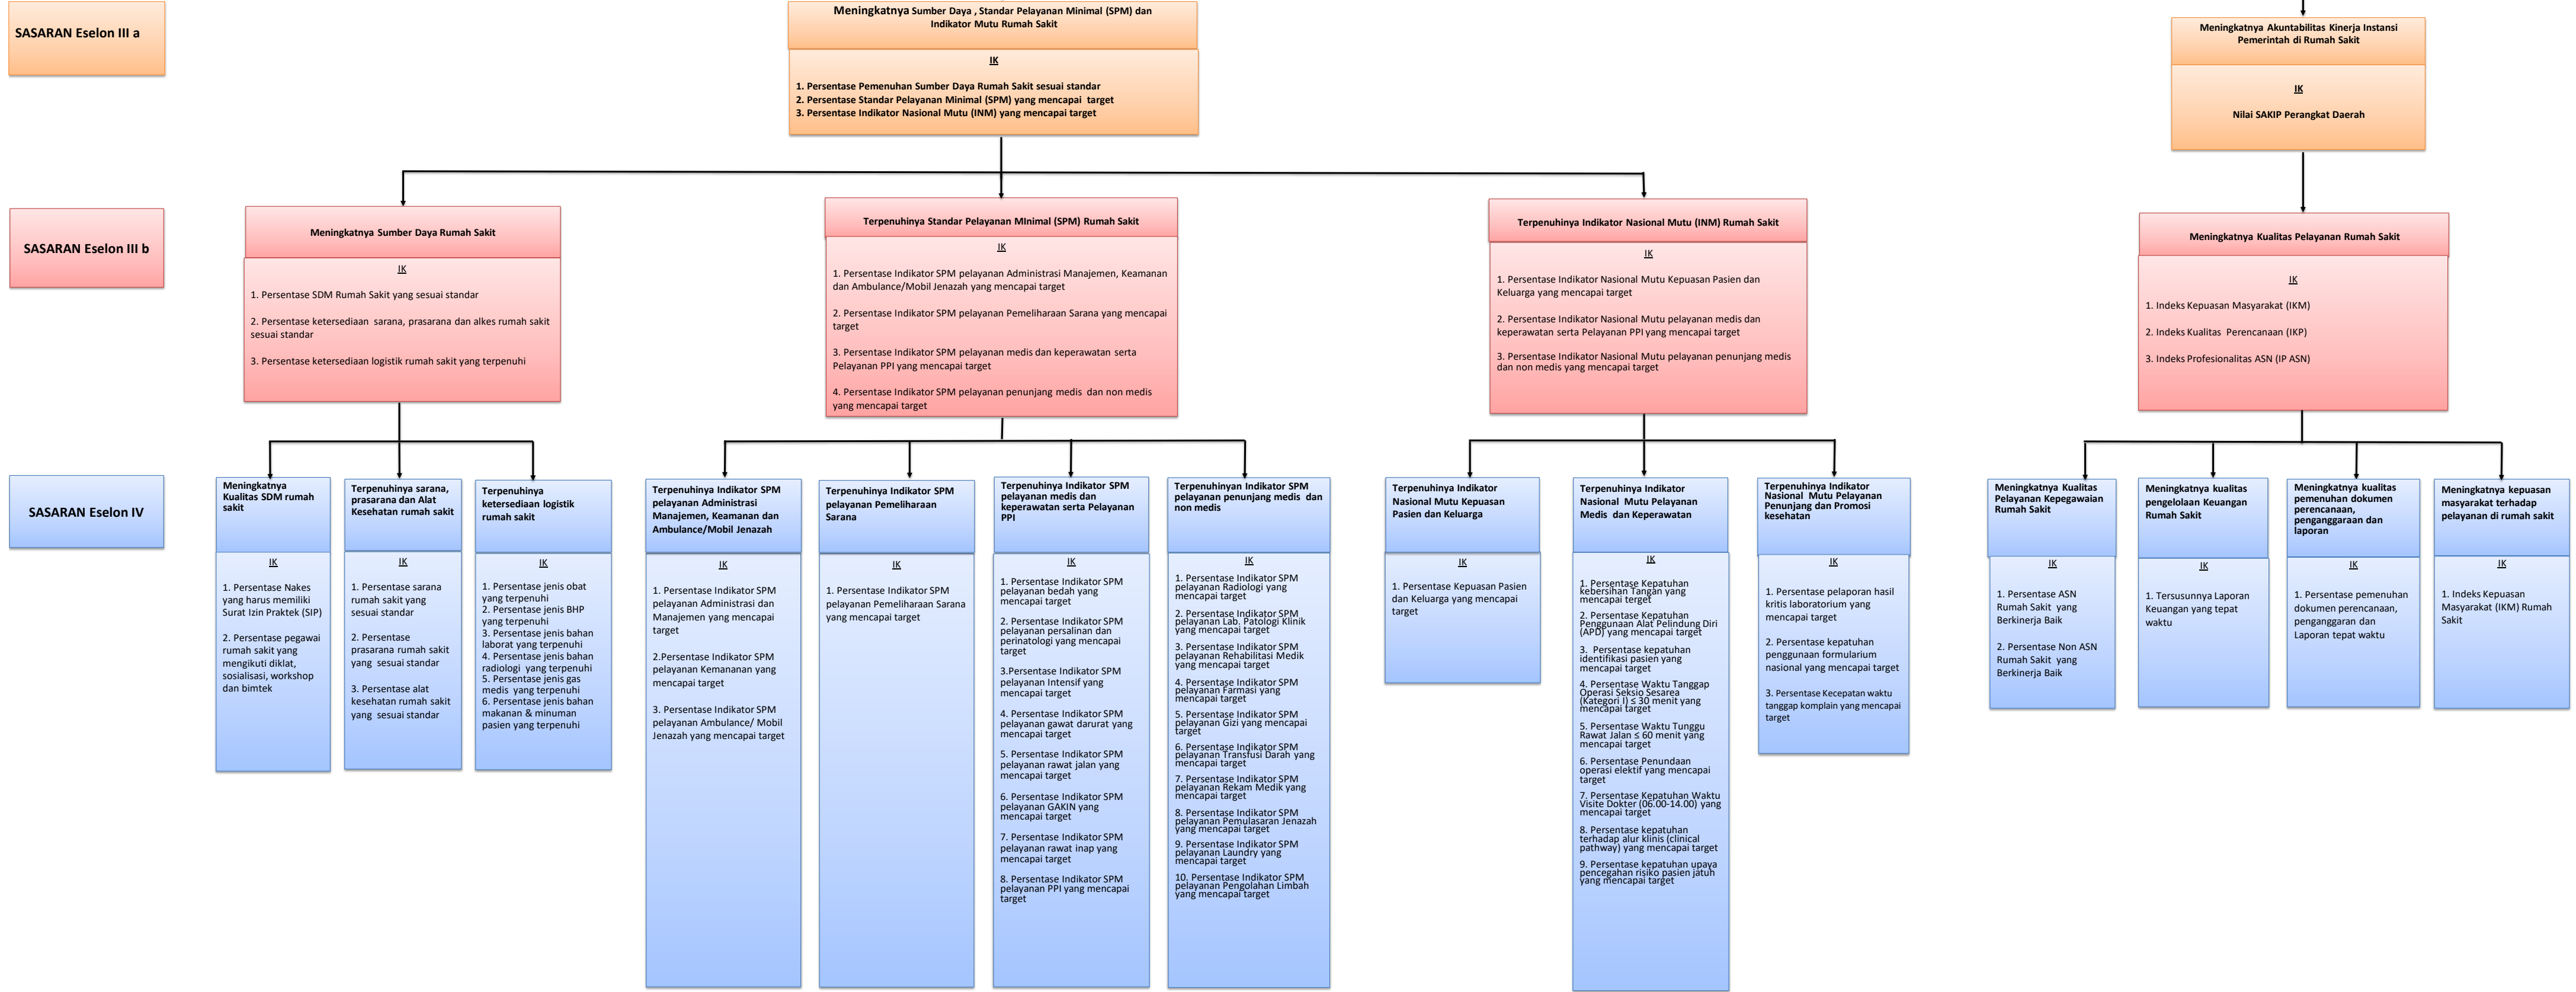 SASARAN Eselon III a
Meningkatnya Sumber Daya , Standar Pelayanan Minimal (SPM) dan
Indikator Mutu Rumah Sakit
IK
1. Persentase Pemenuhan Sumber Daya Rumah Sakit sesuai standar
2. Persentase Standar Pelayanan Minimal (SPM) yang mencapai target
3. Persentase Indikator Nasional Mutu (INM) yang mencapai target
Meningkatnya Akuntabilitas Kinerja Instansi
Pemerintah di Rumah Sakit
IK
Nilai SAKIP Perangkat Daerah
SASARAN Eselon III b
Meningkatnya Sumber Daya Rumah Sakit
IK
1. Persentase SDM Rumah Sakit yang sesuai standar
2. Persentase ketersediaan sarana, prasarana dan alkes rumah sakit
sesuai standar
3. Persentase ketersediaan logistik rumah sakit yang terpenuhi
Terpenuhinya Standar Pelayanan MInimal (SPM) Rumah Sakit
IK
1. Persentase Indikator SPM pelayanan Administrasi Manajemen, Keamanan
dan Ambulance/Mobil Jenazah yang mencapai target
2. Persentase Indikator SPM pelayanan Pemeliharaan Sarana yang mencapai
target
3. Persentase Indikator SPM pelayanan medis dan keperawatan serta
Pelayanan PPI yang mencapai target
4. Persentase Indikator SPM pelayanan penunjang medis dan non medis
yang mencapai target
Terpenuhinya Indikator Nasional Mutu (INM) Rumah Sakit
IK
1. Persentase Indikator Nasional Mutu Kepuasan Pasien dan
Keluarga yang mencapai target
2. Persentase Indikator Nasional Mutu pelayanan medis dan
keperawatan serta Pelayanan PPI yang mencapai target
3. Persentase Indikator Nasional Mutu pelayanan penunjang medis
dan non medis yang mencapai target
Meningkatnya Kualitas Pelayanan Rumah Sakit
IK
1. Indeks Kepuasan Masyarakat (IKM)
2. Indeks Kualitas Perencanaan (IKP)
3. Indeks Profesionalitas ASN (IP ASN)
SASARAN Eselon IV
Meningkatnya
Kualitas SDM rumah
sakit
IK
1. Persentase Nakes
yang harus memiliki
Surat Izin Praktek (SIP)
2. Persentase pegawai
rumah sakit yang
mengikuti diklat,
sosialisasi, workshop
dan bimtek
Terpenuhinya sarana,
prasarana dan Alat
Kesehatan rumah sakit
IK
1. Persentase sarana
rumah sakit yang
sesuai standar
2. Persentase
prasarana rumah sakit
yang sesuai standar
3. Persentase alat
kesehatan rumah sakit
yang sesuai standar
Terpenuhinya
ketersediaan logistik
rumah sakit
IK
1. Persentase jenis obat
yang terpenuhi
2. Persentase jenis BHP
yang terpenuhi
3. Persentase jenis bahan
laborat yang terpenuhi
4. Persentase jenis bahan
radiologi yang terpenuhi
5. Persentase jenis gas
medis yang terpenuhi
6. Persentase jenis bahan
makanan & minuman
pasien yang terpenuhi
Terpenuhinya Indikator SPM
pelayanan Administrasi
Manajemen, Keamanan dan
Ambulance/Mobil Jenazah
IK
1. Persentase Indikator SPM
pelayanan Administrasi dan
Manajemen yang mencapai
target
2.Persentase Indikator SPM
pelayanan Kemananan yang
mencapai target
3. Persentase Indikator SPM
pelayanan Ambulance/ Mobil
Jenazah yang mencapai target
Terpenuhinya Indikator SPM
pelayanan Pemeliharaan
Sarana
IK
1. Persentase Indikator SPM
pelayanan Pemeliharaan Sarana
yang mencapai target
Terpenuhinya Indikator SPM
pelayanan medis dan
keperawatan serta Pelayanan
PPI
IK
1. Persentase Indikator SPM
pelayanan bedah yang
mencapai target
2. Persentase Indikator SPM
pelayanan persalinan dan
perinatologi yang mencapai
target
3.Persentase Indikator SPM
pelayanan Intensif yang
mencapai target
4. Persentase Indikator SPM
pelayanan gawat darurat yang
mencapai target
5. Persentase Indikator SPM
pelayanan rawat jalan yang
mencapai target
6. Persentase Indikator SPM
pelayanan GAKIN yang
mencapai target
7. Persentase Indikator SPM
pelayanan rawat inap yang
mencapai target
8. Persentase Indikator SPM
pelayanan PPI yang mencapai
target
Terpenuhinyan Indikator SPM
pelayanan penunjang medis dan
non medis
IK
1. Persentase Indikator SPM
pelayanan Radiologi yang
mencapai target
2. Persentase Indikator SPM
pelayanan Lab. Patologi Klinik
yang mencapai target
3. Persentase Indikator SPM
pelayanan Rehabilitasi Medik
yang mencapai target
4. Persentase Indikator SPM
pelayanan Farmasi yang
mencapai target
5. Persentase Indikator SPM
pelayanan Gizi yang mencapai
target
6. Persentase Indikator SPM
pelayanan Transfusi Darah yang
mencapai target
7. Persentase Indikator SPM
pelayanan Rekam Medik yang
mencapai target
8. Persentase Indikator SPM
pelayanan Pemulasaran Jenazah
yang mencapai target
9. Persentase Indikator SPM
pelayanan Laundry yang
mencapai target
10. Persentase Indikator SPM
pelayanan Pengolahan Limbah
yang mencapai target
Terpenuhinya Indikator
Nasional Mutu Kepuasan
Pasien dan Keluarga
IK
1. Persentase Kepuasan Pasien
dan Keluarga yang mencapai
target
Terpenuhinya Indikator
Nasional Mutu Pelayanan
Medis dan Keperawatan
IK
1. Persentase Kepatuhan
kebersihan Tangan yang
mencapai terget
2. Persentase Kepatuhan
Penggunaan Alat Pelindung Diri
(APD) yang mencapai target
3. Persentase kepatuhan
identifikasi pasien yang
mencapai target
4. Persentase Waktu Tanggap
Operasi Seksio Sesarea
(Kategori I) ≤ 30 menit yang
mencapai target
5. Persentase Waktu Tunggu
Rawat Jalan ≤ 60 menit yang
mencapai target
6. Persentase Penundaan
operasi elektif yang mencapai
target
7. Persentase Kepatuhan Waktu
Visite Dokter (06.00-14.00) yang
mencapai target
8. Persentase kepatuhan
terhadap alur klinis (clinical
pathway) yang mencapai target
9. Persentase kepatuhan upaya
pencegahan risiko pasien jatuh
yang mencapai target
Terpenuhinya Indikator
Nasional Mutu Pelayanan
Penunjang dan Promosi
kesehatan
IK
1. Persentase pelaporan hasil
kritis laboratorium yang
mencapai target
2. Persentase kepatuhan
penggunaan formularium
nasional yang mencapai target
3. Persentase Kecepatan waktu
tanggap komplain yang mencapai
target
Meningkatnya Kualitas
Pelayanan Kepegawaian
Rumah Sakit
IK
1. Persentase ASN
Rumah Sakit yang
Berkinerja Baik
2. Persentase Non ASN
Rumah Sakit yang
Berkinerja Baik
Meningkatnya kualitas
pengelolaan Keuangan
Rumah Sakit
IK
1. Tersusunnya Laporan
Keuangan yang tepat
waktu
Meningkatnya kualitas
pemenuhan dokumen
perencanaan,
penganggaraan dan
laporan
IK
1. Persentase pemenuhan
dokumen perencanaan,
penganggaran dan
Laporan tepat waktu
Meningkatnya kepuasan
masyarakat terhadap
pelayanan di rumah sakit
IK
1. Indeks Kepuasan
Masyarakat (IKM) Rumah
Sakit